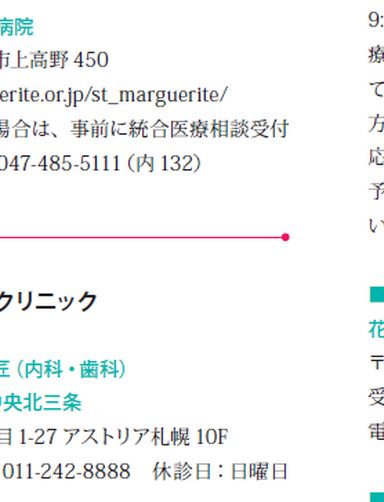 病院
市上高野 450
erite.or.jp/st_marguerite/
場合は、事前に統合医療相談受付
047-485-5111（内 132）
クリニック
匠（内科・歯科）
中央北三条
目 1-27 アストリア札幌 10F
011-242-8888　休診日：日曜日
9:
療
て
方
応
予
い
花
〒
受
電